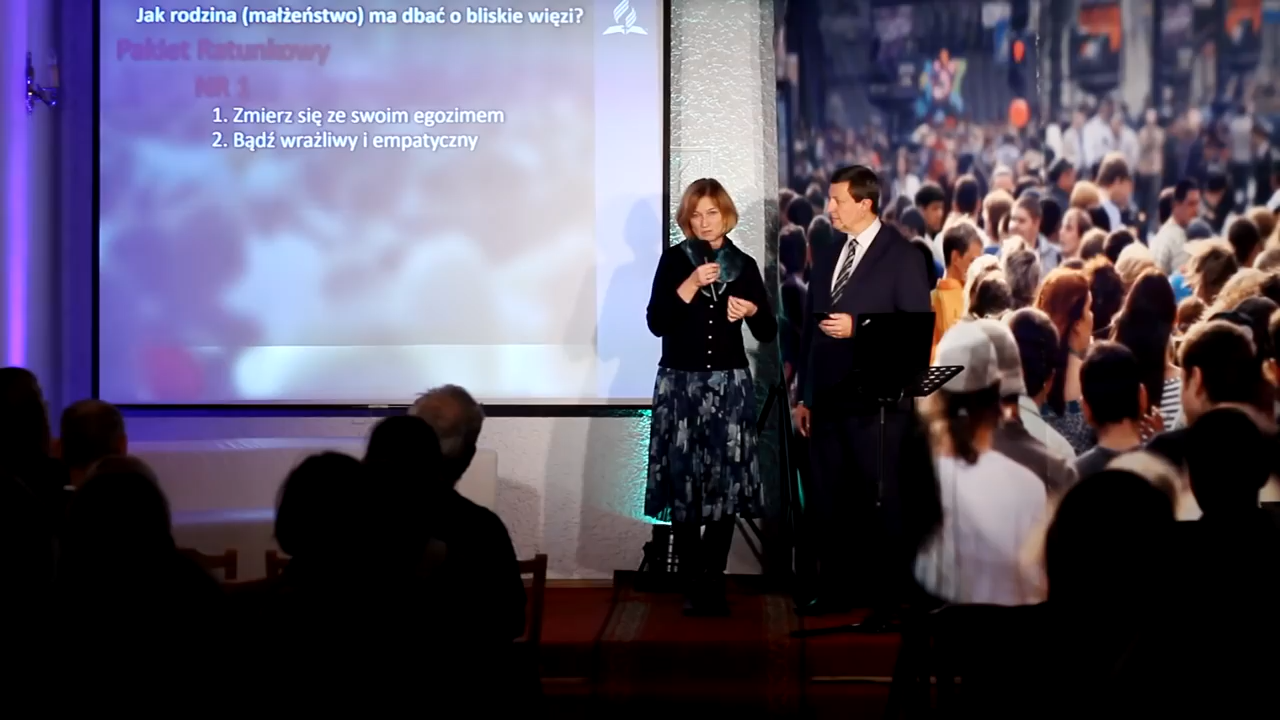 Jak rodzina (małżeństwo) ma dbać o bliskie więzi?
Pakiet Ratunkowy
NR 1
1. Zmierz się ze swoim egozimem
2. Bądź wrażliwy i empatyczny